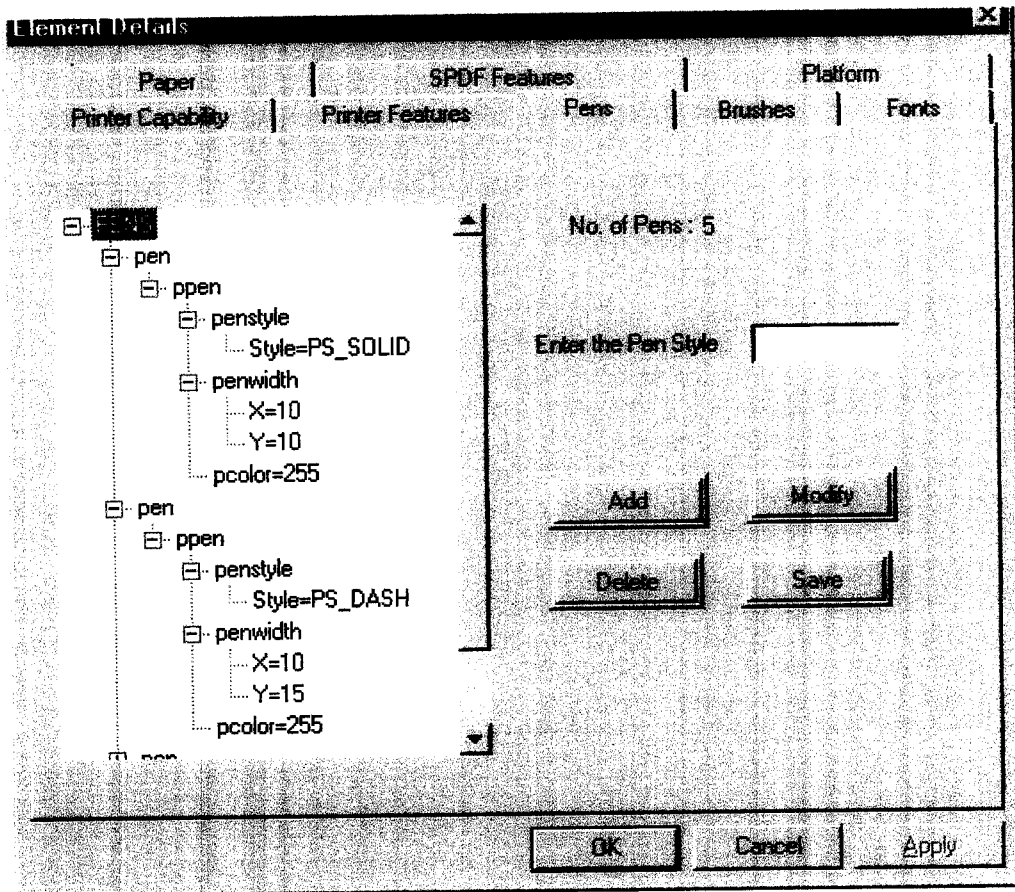 Element Details
Paper SPDF Features Platform
Printer Capability Printer Features Pens Brushes Fonts
No. of Pens : 5
pen
ppen
penstyle
Style=PS_SOLID
Enter the Pen Style
penwidth
X=10
Y=10
pcolor=255
Add Modify
pen
ppen
penstyle
Delete Save
Style=PS_DASH
penwidth
X=10
Y=15
pcolor=255
pen
OK Cancel Apply